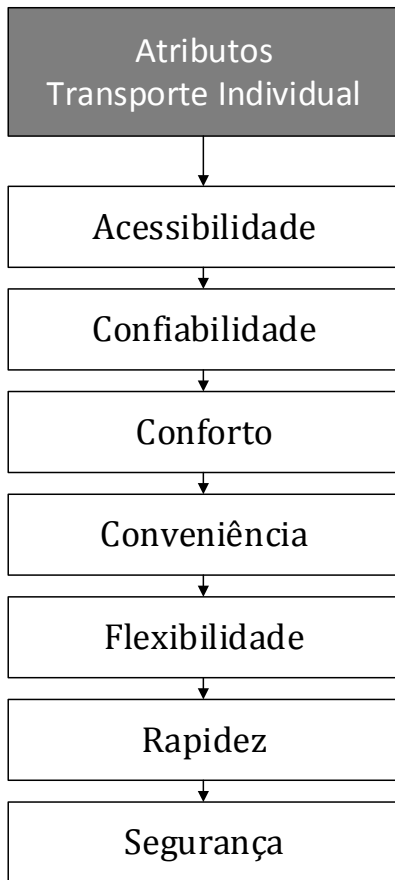 Atributos
Transporte Individual
Acessibilidade
Confiabilidade
Conforto
Conveniência
Flexibilidade
Rapidez
Segurança